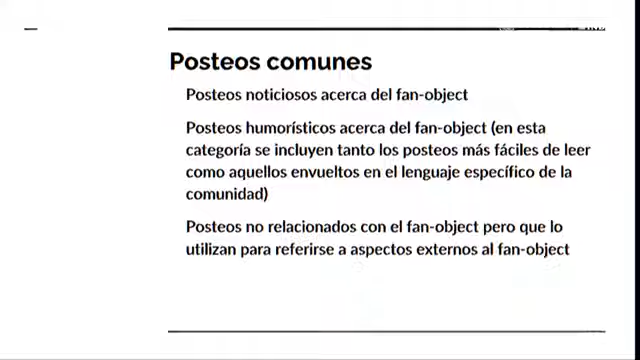 Posteos comunes
Posteos noticiosos acerca del fan-object
Posteos humorísticos acerca del fan-object (en esta
categoría se incluyen tanto los posteos más fáciles de leer
como aquellos envueltos en el lenguaje específico de la
comunidad)
Posteos no relacionados con el fan-object pero que lo
utilizan para referirse a aspectos externos al fan-object